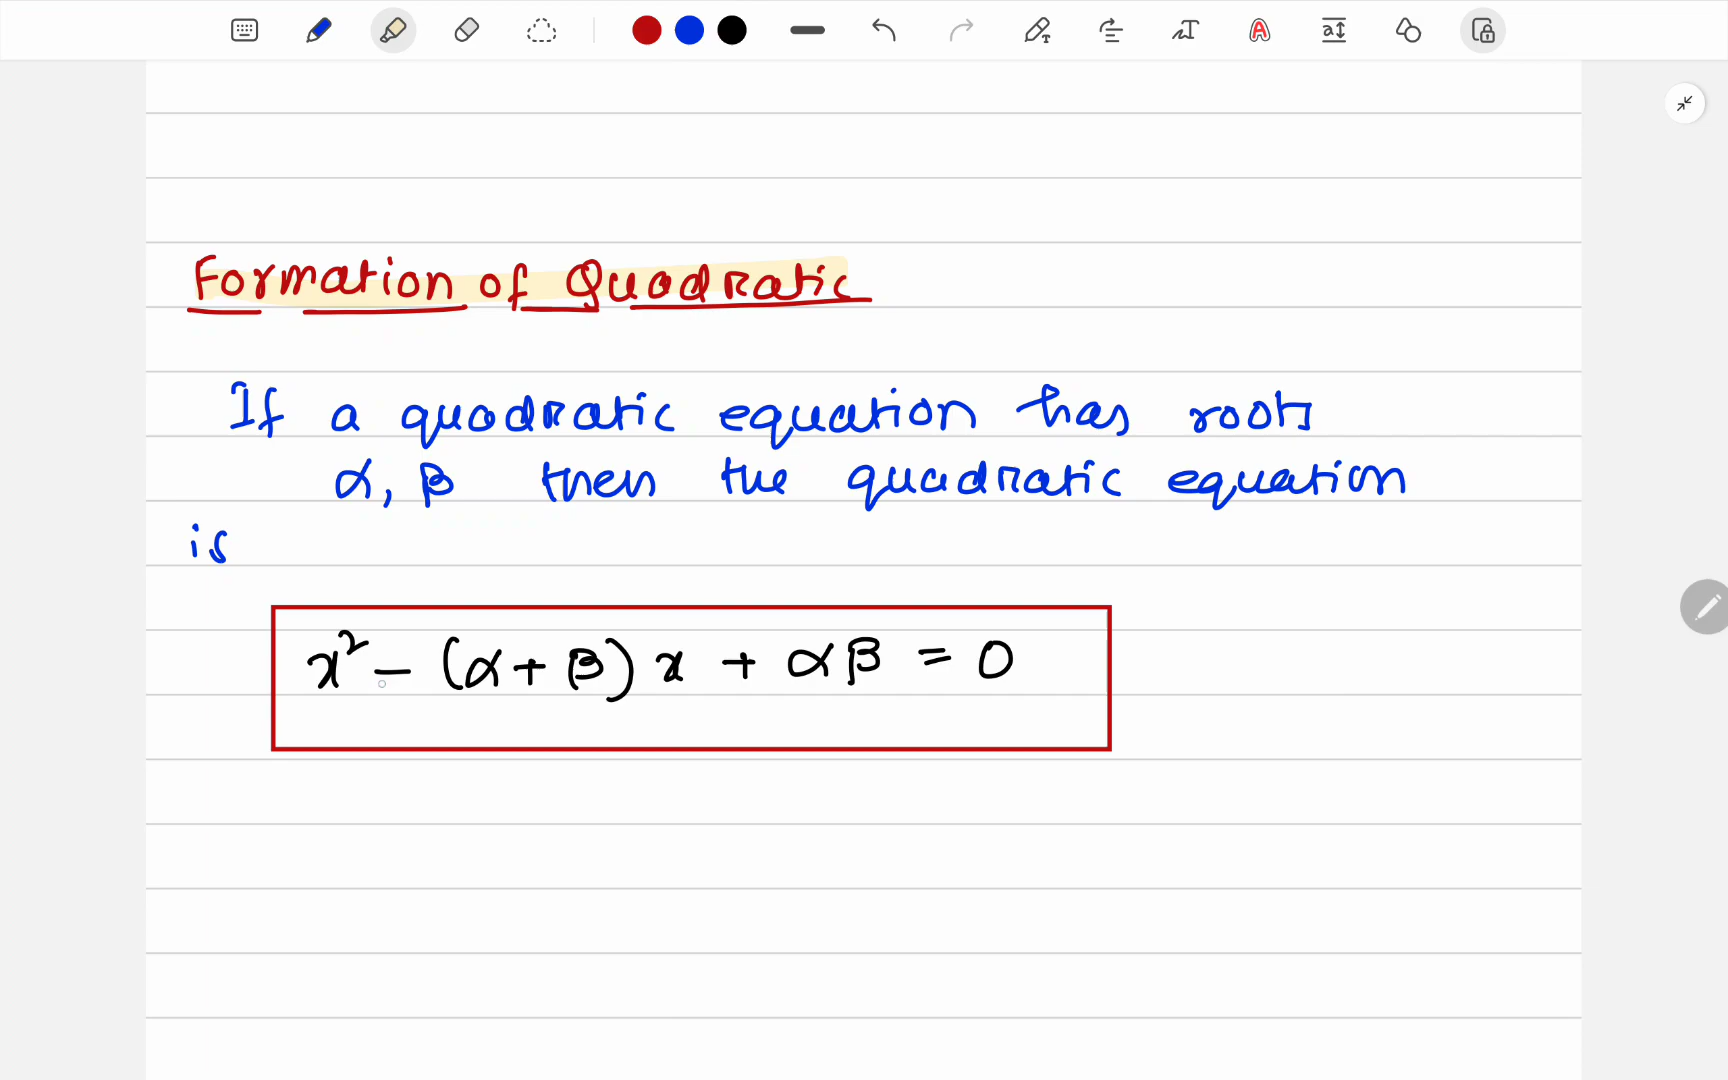 Formation of Quadratic
If a quadratic equation has roots
α, β then the quadratic equation
is
x² − (α + β) x + αβ = 0